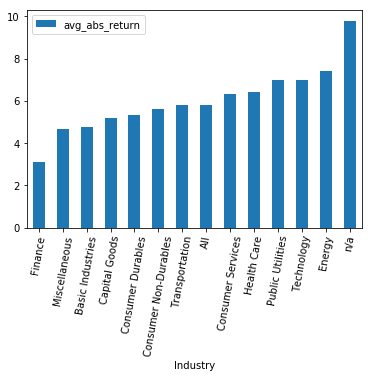 avg_abs_return
10
8
6
4
2
0
Finance
Miscellaneous
Basic Industries
Capital Goods
Consumer Durables
Consumer Non-Durables
Transportation
All
Consumer Services
Health Care
Public Utilities
Technology
Energy
n/a
Industry